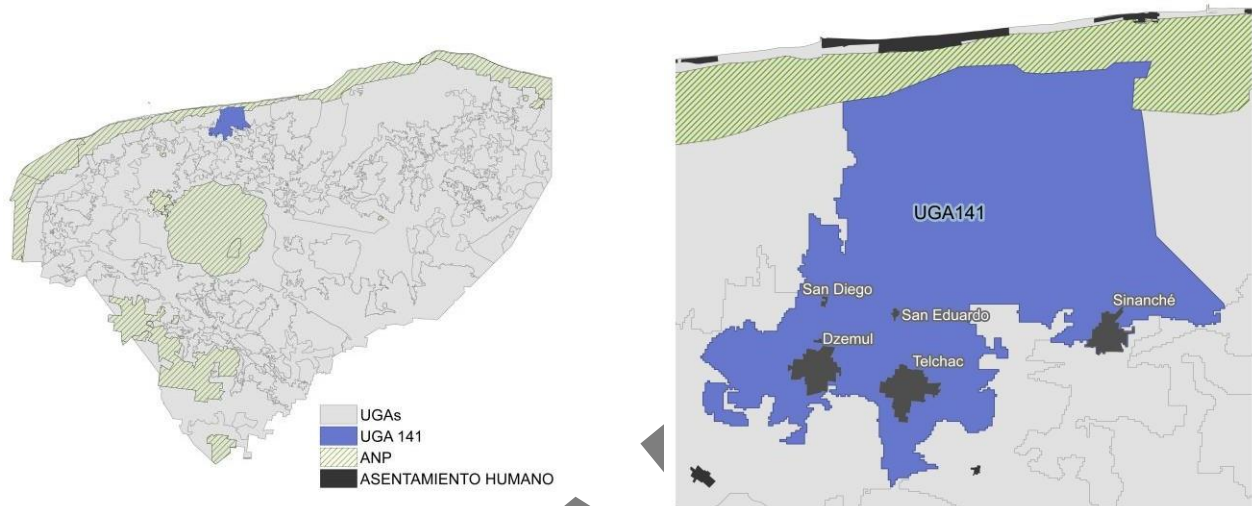 UGAs
UGA 141
ANP
ASENTAMIENTO HUMANO
UGA141
San Diego
San Eduardo
Sinanché
Dzemul
Telchac